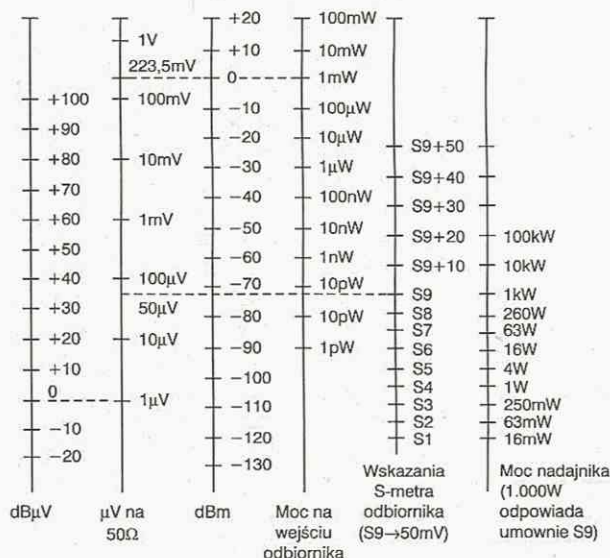 +100
+90
+80
+70
+60
+50
+40
+30
+20
+10
0
−10
−20
dBµV
1V
223,5mV
100mV
10mV
1mV
100µV
50µV
10µV
1µV
µV na
50Ω
+20
+10
0
−10
−20
−30
−40
−50
−60
−70
−80
−90
−100
−110
−120
−130
dBm
100mW
10mW
1mW
100µW
10µW
1µW
100nW
10nW
1nW
10pW
10pW
1pW
Moc na
wejściu
odbiornika
S9+50
S9+40
S9+30
S9+20
S9+10
S9
S8
S7
S6
S5
S4
S3
S2
S1
Wskazania
S-metra
odbiornika
(S9→50mV)
100kW
10kW
1kW
260W
63W
16W
4W
1W
250mW
63mW
16mW
Moc nadajnika
(1.000W
odpowiada
umownie S9)